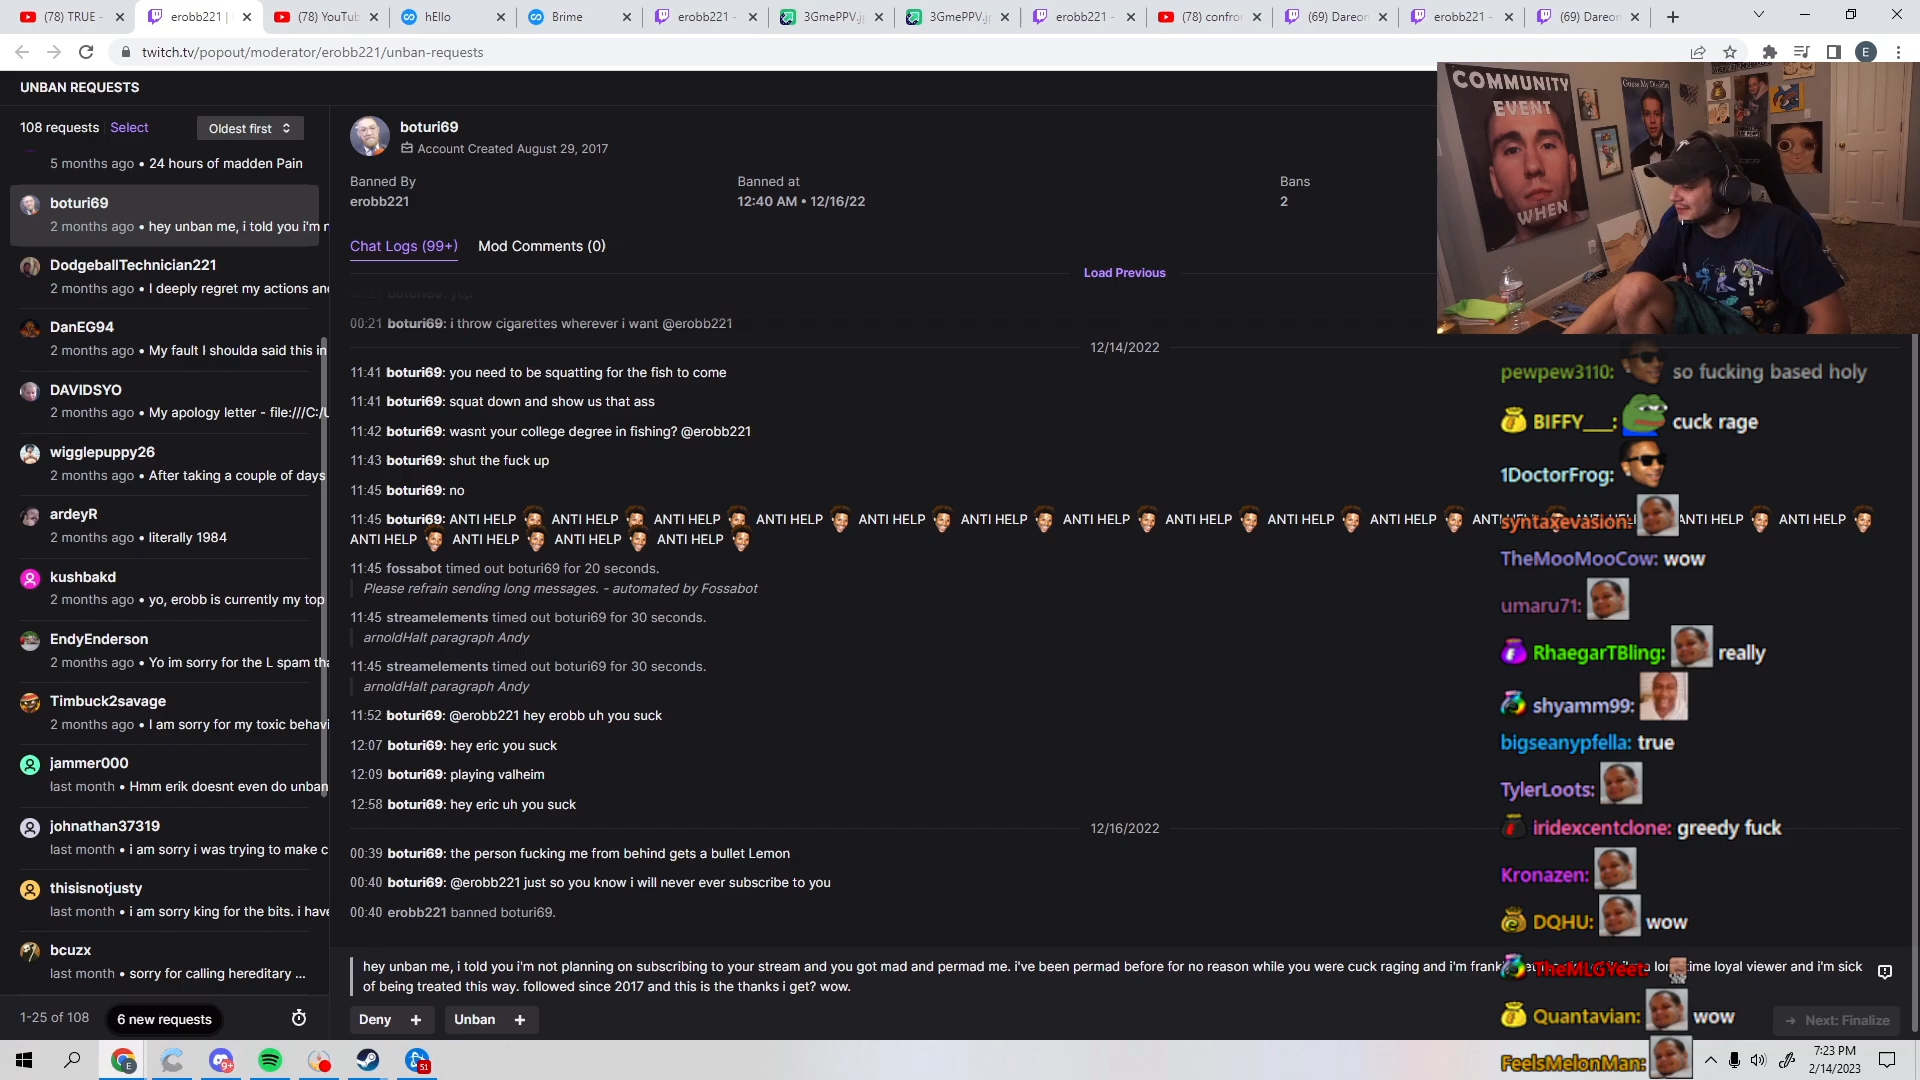 (78) TRUE -
erobb221 |
(78) YouTub
hEllo
Brime
erobb221 -
3GmePPV.j
3GmePPV.j
erobb221 -
(78) confro
(69) Dareon
erobb221 -
(69) Dareon
twitch.tv/popout/moderator/erobb221/unban-requests
E
UNBAN REQUESTS
108 requests Select
Oldest first
5 months ago • 24 hours of madden Pain
boturi69
2 months ago • hey unban me, i told you i'm n
DodgeballTechnician221
2 months ago • I deeply regret my actions and
DanEG94
2 months ago • My fault I shoulda said this in
DAVIDSYO
2 months ago • My apology letter - file:///C:/U
wigglepuppy26
2 months ago • After taking a couple of days
ardeyR
2 months ago • literally 1984
kushbakd
2 months ago • yo, erobb is currently my top
EndyEnderson
2 months ago • Yo im sorry for the L spam tha
Timbuck2savage
2 months ago • I am sorry for my toxic behavi
jammer000
last month • Hmm erik doesnt even do unban
johnathan37319
last month • i am sorry i was trying to make c
thisisnotjusty
last month • i am sorry king for the bits. i have
bcuzx
last month • sorry for calling hereditary ...
1-25 of 108
6 new requests
boturi69
Account Created August 29, 2017
Banned By
erobb221
Banned at
12:40 AM • 12/16/22
Bans
2
Chat Logs (99+)
Mod Comments (0)
Load Previous
boturi69: yep
00:21 boturi69: i throw cigarettes wherever i want @erobb221
12/14/2022
11:41 boturi69: you need to be squatting for the fish to come
11:41 boturi69: squat down and show us that ass
11:42 boturi69: wasnt your college degree in fishing? @erobb221
11:43 boturi69: shut the fuck up
11:45 boturi69: no
11:45 boturi69: ANTI HELP ANTI HELP ANTI HELP ANTI HELP ANTI HELP ANTI HELP ANTI HELP ANTI HELP ANTI HELP ANTI HELP ANTI HELP ANTI HELP
ANTI HELP ANTI HELP ANTI HELP ANTI HELP
11:45 fossabot timed out boturi69 for 20 seconds.
Please refrain sending long messages. - automated by Fossabot
11:45 streamelements timed out boturi69 for 30 seconds.
arnoldHalt paragraph Andy
11:45 streamelements timed out boturi69 for 30 seconds.
arnoldHalt paragraph Andy
11:52 boturi69: @erobb221 hey erobb uh you suck
12:07 boturi69: hey eric you suck
12:09 boturi69: playing valheim
12:58 boturi69: hey eric uh you suck
12/16/2022
00:39 boturi69: the person fucking me from behind gets a bullet Lemon
00:40 boturi69: @erobb221 just so you know i will never ever subscribe to you
00:40 erobb221 banned boturi69.
hey unban me, i told you i'm not planning on subscribing to your stream and you got mad and permad me. i've been permad before for no reason while you were cuck raging and i'm frank time loyal viewer and i'm sick
of being treated this way. followed since 2017 and this is the thanks i get? wow.
Deny +
Unban +
Next: Finalize
COMMUNITY
EVENT
WHEN
pewpew3110: so fucking based holy
BIFFY___: cuck rage
1DoctorFrog:
syntaxevasion:
TheMooMooCow: wow
umaru71:
RhaegarTBling: really
shyamm99:
bigseanypfella: true
TylerLoots:
iridexcentclone: greedy fuck
Kronazen:
DQHU: wow
TheMLGYeet:
Quantavian: wow
FeelsMelonMan:
E
9+
51
7:23 PM
2/14/2023